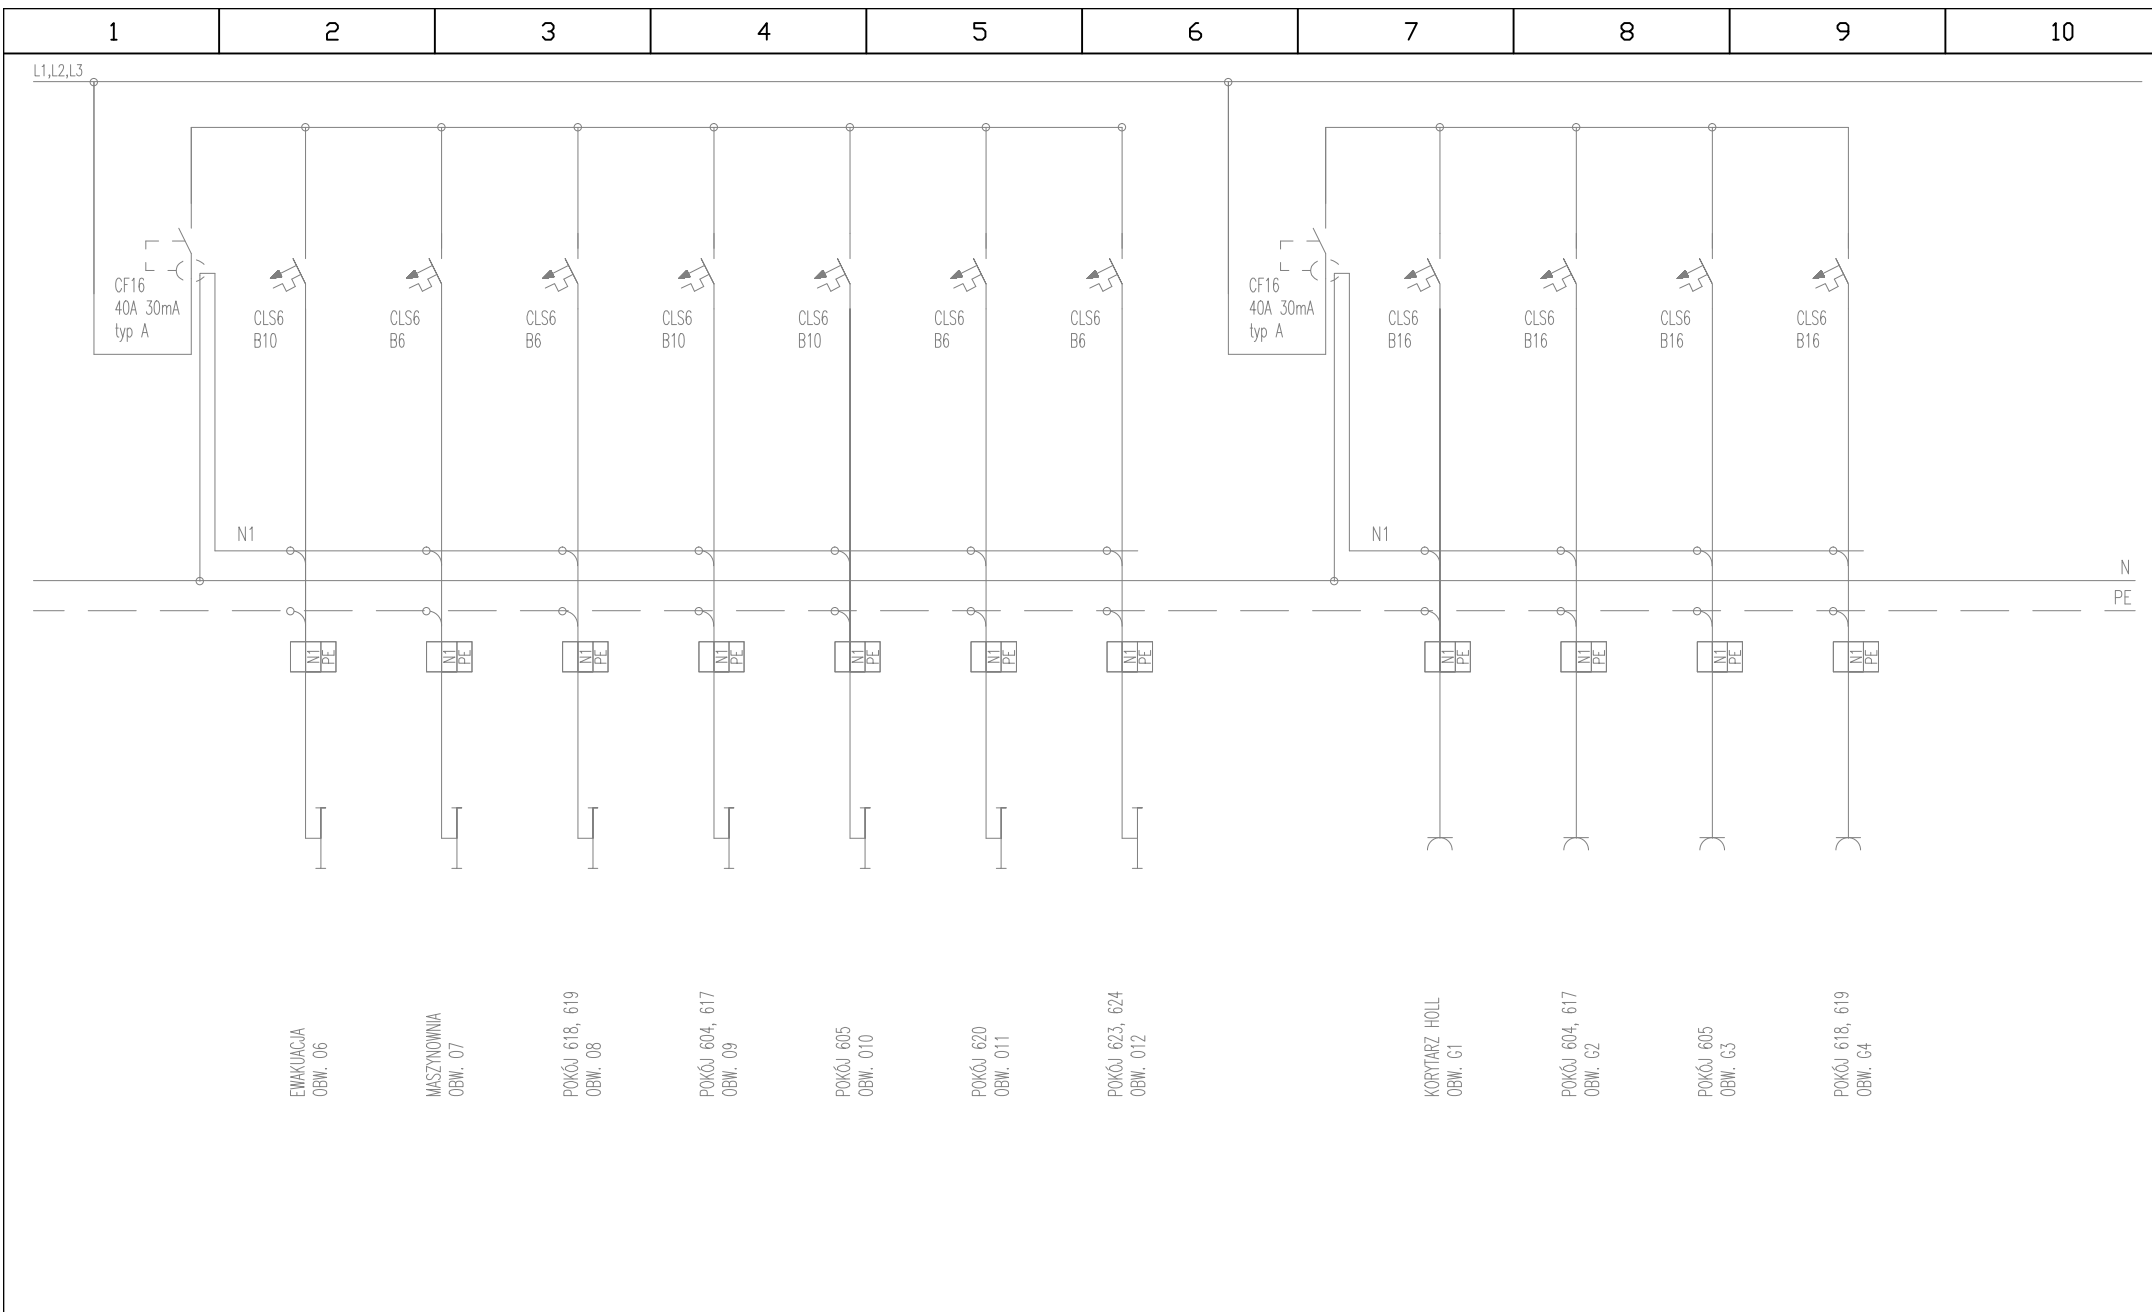 1
2
3
4
5
6
7
8
9
10
L1,L2,L3
CF16
40A 30mA
typ A
CLS6
B10
CLS6
B6
CLS6
B6
CLS6
B10
CLS6
B10
CLS6
B6
CLS6
B6
CF16
40A 30mA
typ A
CLS6
B16
CLS6
B16
CLS6
B16
CLS6
B16
N1
N1
N
PE
N1
PE
N1
PE
N1
PE
N1
PE
N1
PE
N1
PE
N1
PE
N1
PE
N1
PE
N1
PE
N1
PE
EWAKUACJA
OBW. O6
MASZYNOWNIA
OBW. O7
POKÓJ 618, 619
OBW. O8
POKÓJ 604, 617
OBW. O9
POKÓJ 605
OBW. O10
POKÓJ 620
OBW. O11
POKÓJ 623, 624
OBW. O12
KORYTARZ HOLL
OBW. G1
POKÓJ 604, 617
OBW. G2
POKÓJ 605
OBW. G3
POKÓJ 618, 619
OBW. G4